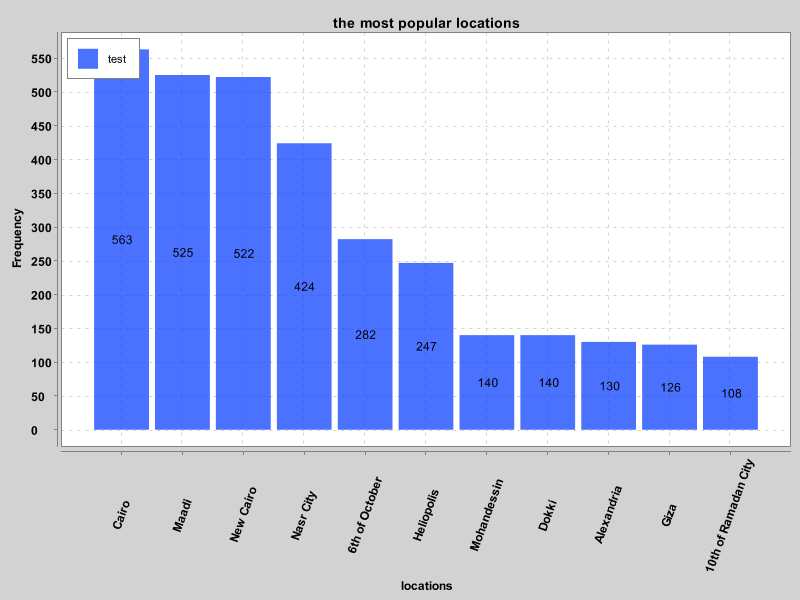 the most popular locations
test
Frequency
550
500
450
400
350
300
250
200
150
100
50
0
563
525
522
424
282
247
140
140
130
126
108
Cairo
Maadi
New Cairo
Nasr City
6th of October
Heliopolis
Mohandessin
Dokki
Alexandria
Giza
10th of Ramadan City
locations